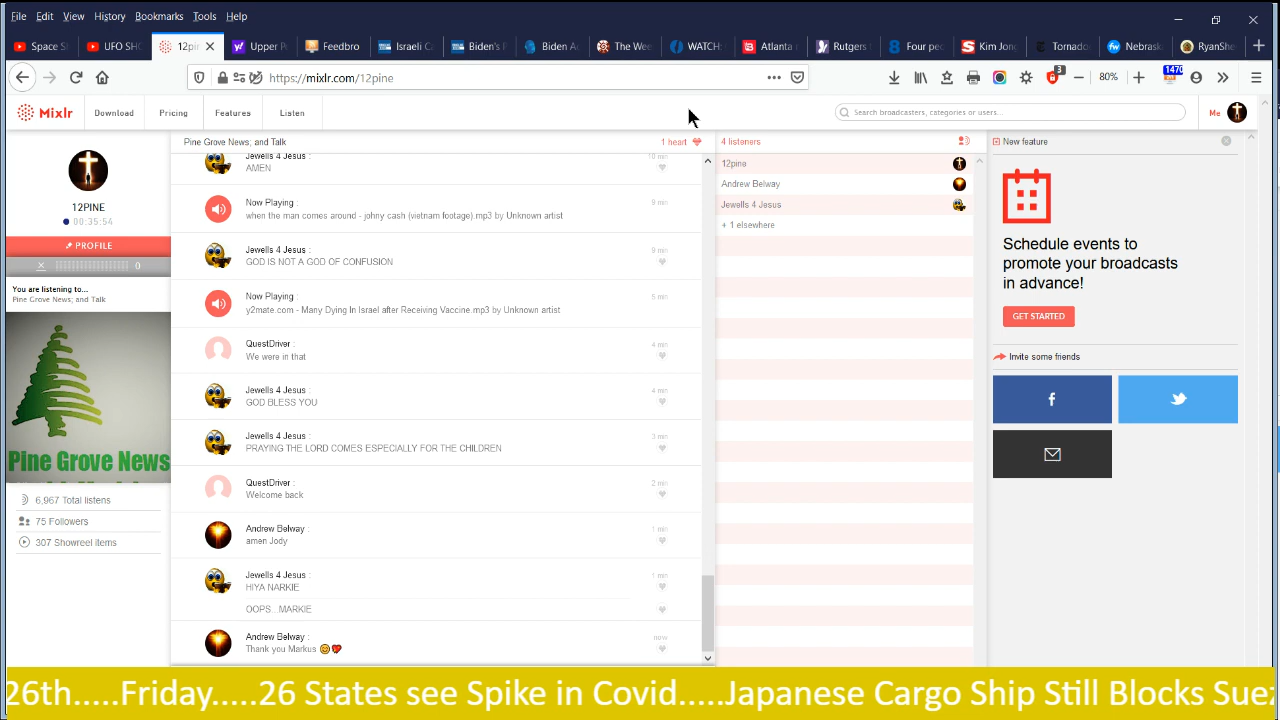 File Edit View History Bookmarks Tools Help
Space S
UFO SHO
12pin
Upp
Feedbro
Israeli C
Biden's
Biden A
The Wee
WATCH
Atlanta
Rutgers
Four pec
Kim Jon
Tornado
Nebrask
RyanShe
https://mixlr.com/12pine
3
80%
1470
Mixlr
Download
Pricing
Features
Listen
Search broadcasters, categories or users...
Me
12PINE
00:35:54
PROFILE
0
You are listening to...
Pine Grove News; and Talk
Pine Grove News
6,967 Total listens
75 Followers
307 Showreel items
Pine Grove News; and Talk
1 heart
Jewells 4 Jesus :
10 min
AMEN
Now Playing :
9 min
when the man comes around - johny cash (vietnam footage).mp3 by Unknown artist
Jewells 4 Jesus :
9 min
GOD IS NOT A GOD OF CONFUSION
Now Playing :
5 min
y2mate.com - Many Dying In Israel after Receiving Vaccine.mp3 by Unknown artist
QuestDriver :
4 min
We were in that
Jewells 4 Jesus :
4 min
GOD BLESS YOU
Jewells 4 Jesus :
3 min
PRAYING THE LORD COMES ESPECIALLY FOR THE CHILDREN
QuestDriver :
2 min
Welcome back
Andrew Belway :
1 min
amen Jody
Jewells 4 Jesus :
1 min
HIYA NARKIE
OOPS...MARKIE
Andrew Belway :
now
Thank you Markus 😊❤️
4 listeners
12pine
Andrew Belway
Jewells 4 Jesus
+ 1 elsewhere
New feature
Schedule events to
promote your broadcasts
in advance!
GET STARTED
Invite some friends
26th.....Friday.....26 States see Spike in Covid.....Japanese Cargo Ship Still Blocks Suez